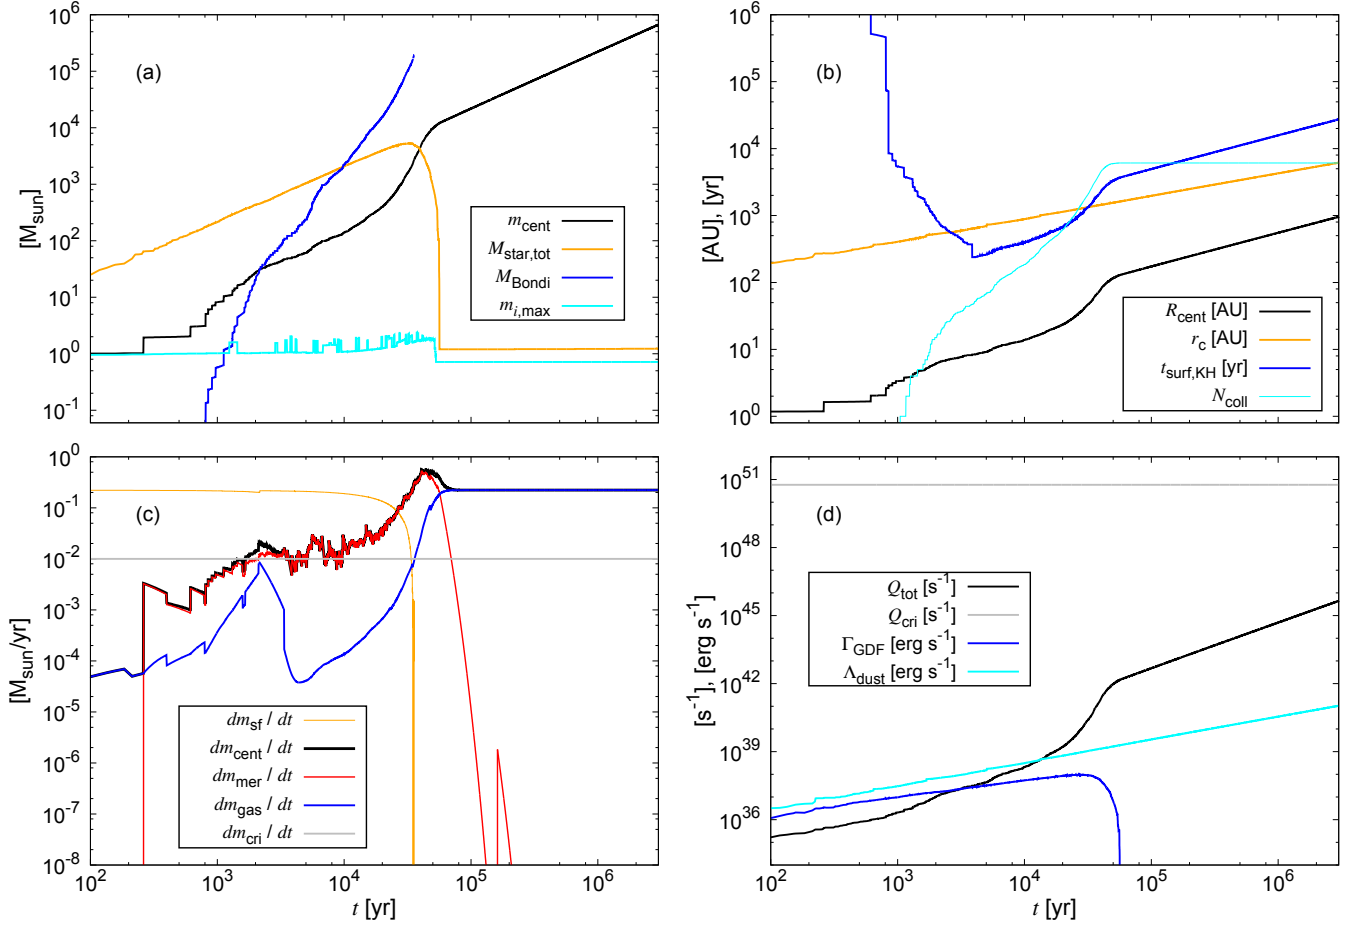 10^6
10^5
10^4
10^3
10^2
10^1
10^0
10^-1
[M_sun]
(a)
m_cent
M_star,tot
M_Bondi
m_i,max
10^6
10^5
10^4
10^3
10^2
10^1
10^0
[AU], [yr]
(b)
R_cent [AU]
r_c [AU]
t_surf,KH [yr]
N_coll
10^0
10^-1
10^-2
10^-3
10^-4
10^-5
10^-6
10^-7
10^-8
[M_sun/yr]
(c)
dm_sf / dt
dm_cent / dt
dm_mer / dt
dm_gas / dt
dm_cri / dt
10^2
10^3
10^4
10^5
10^6
t [yr]
10^51
10^48
10^45
10^42
10^39
10^36
[s^-1], [erg s^-1]
(d)
Q_tot [s^-1]
Q_cri [s^-1]
Γ_GDF [erg s^-1]
Λ_dust [erg s^-1]
10^2
10^3
10^4
10^5
10^6
t [yr]